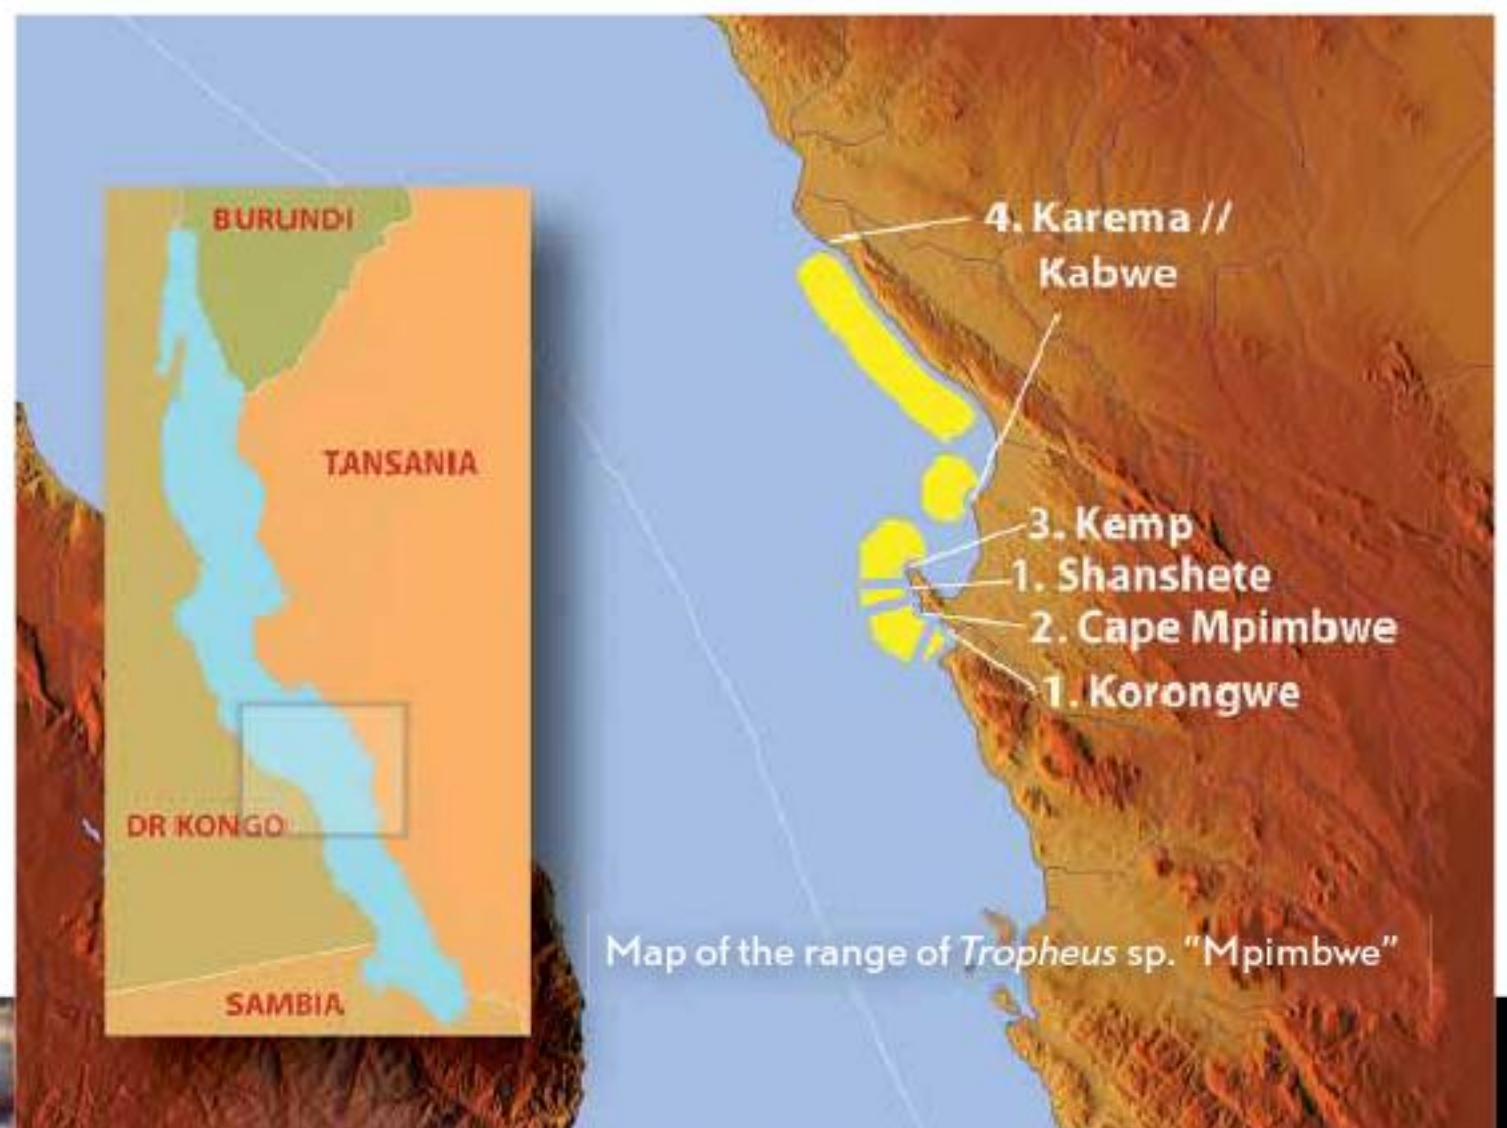 BURUNDI
TANSANIA
DR KONGO
SAMBIA
4. Karema //
Kabwe
3. Kemp
1. Shanshete
2. Cape Mpimbwe
1. Korongwe
Map of the range of Tropheus sp. "Mpimbwe"